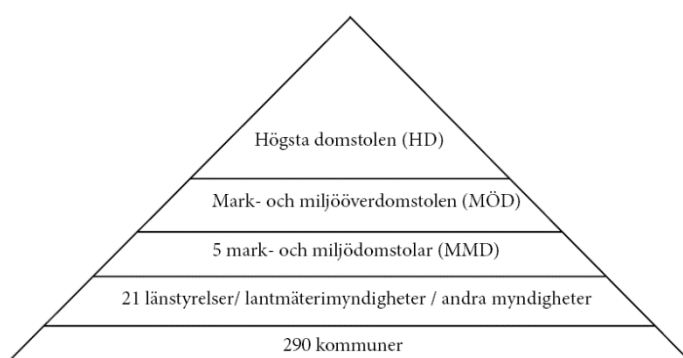 Högsta domstolen (HD)
Mark- och miljööverdomstolen (MÖD)
5 mark- och miljödomstolar (MMD)
21 länstyrelser/ lantmäterimyndigheter / andra myndigheter
290 kommuner